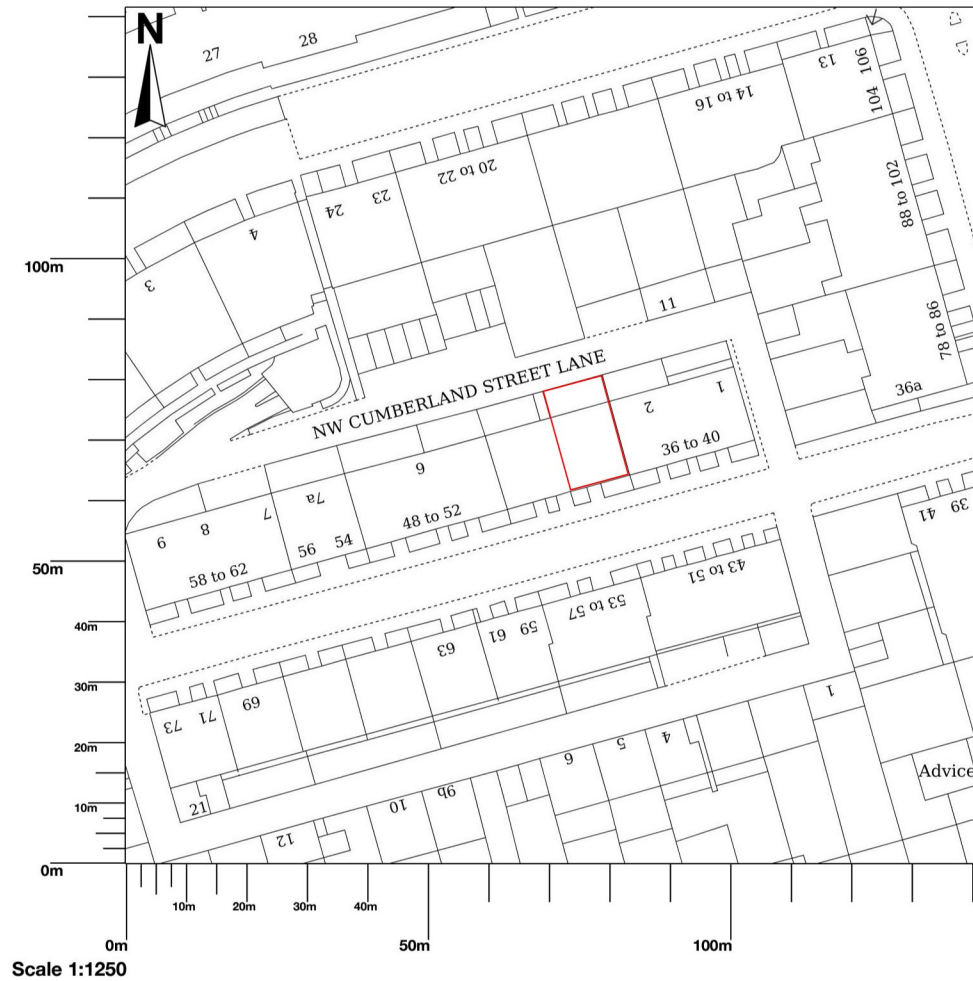 N
27
28
13
106
104
14 to 16
20 to 22
23
24
4
3
88 to 102
78 to 86
36a
11
NW CUMBERLAND STREET LANE
1
2
36 to 40
9
48 to 52
7a
54
56
7
8
9
58 to 62
39
41
43 to 51
53 to 57
59
61
63
69
71
73
21
1
4
5
6
9b
10
12
Advice
100m
50m
40m
30m
20m
10m
0m
10m
20m
30m
40m
0m
50m
100m
Scale 1:1250